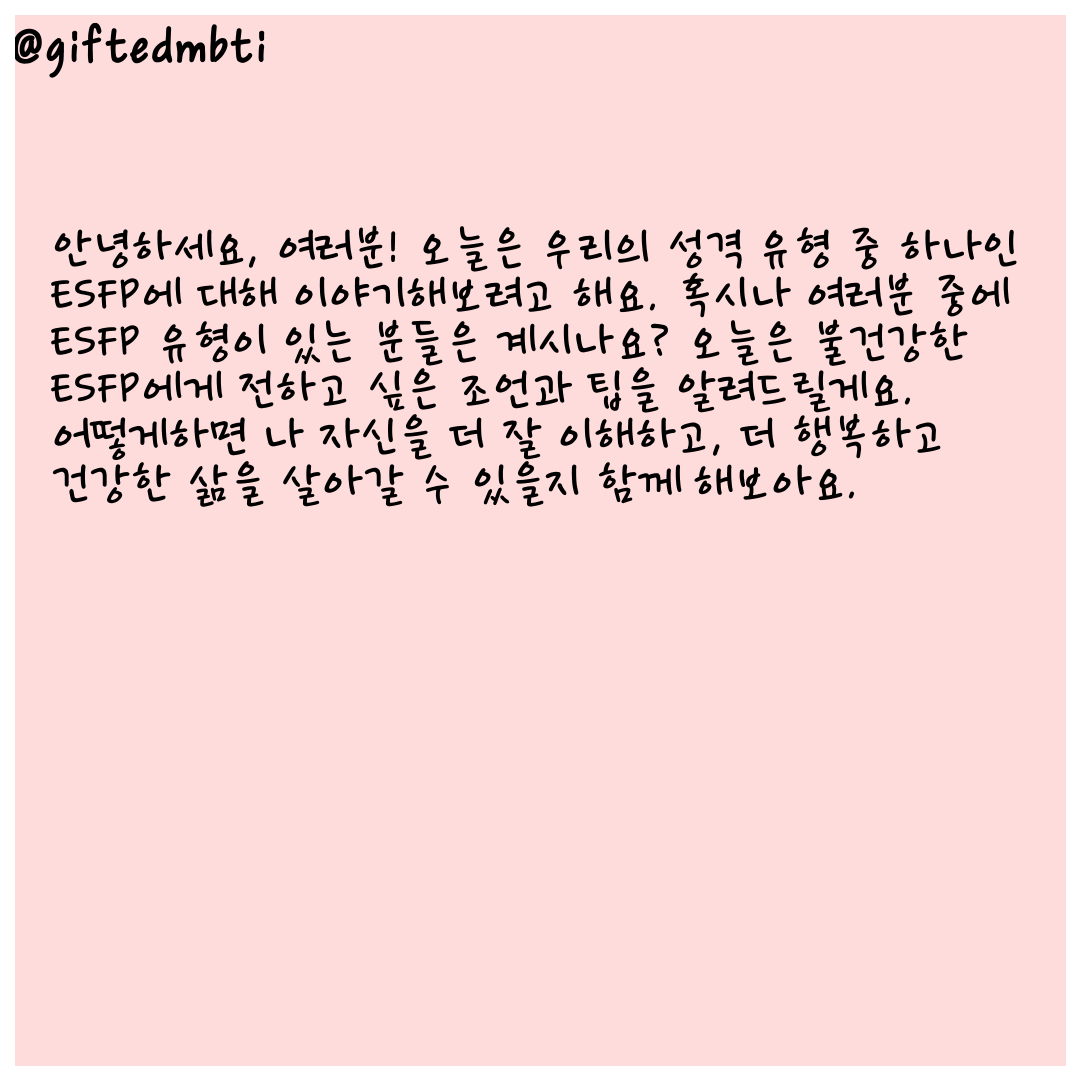 @giftedmbti
안녕하세요, 여러분! 오늘은 우리의 성격 유형 중 하나인
ESFP에 대해 이야기해보려고 해요. 혹시나 여러분 중에
ESFP 유형이 있는 분들은 계시나요? 오늘은 불건강한
ESFP에게 전하고 싶은 조언과 팁을 알려드릴게요.
어떻게하면 나 자신을 더 잘 이해하고, 더 행복하고
건강한 삶을 살아갈 수 있을지 함께 해보아요.